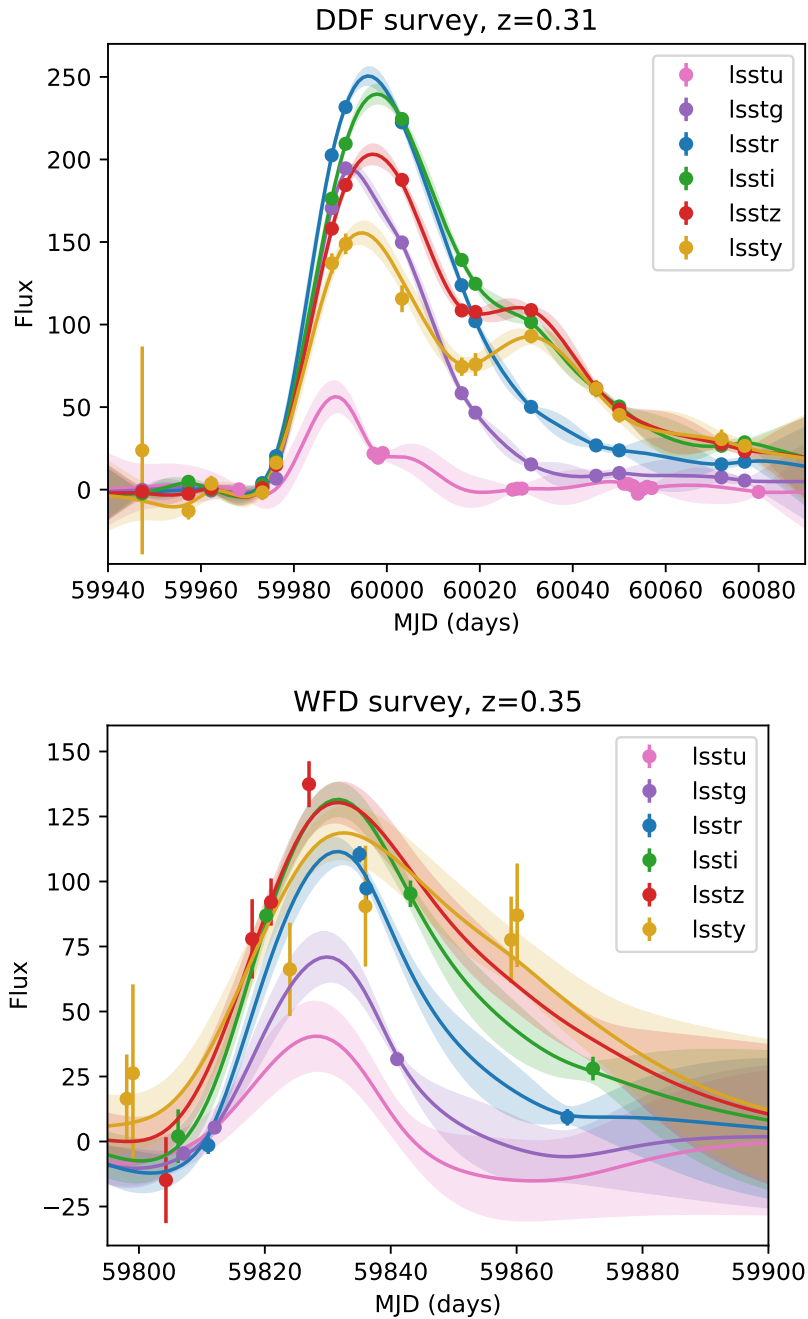 DDF survey, z=0.31
250
200
150
100
50
0
Flux
lsstu
lsstg
lsstr
lssti
lsstz
lssty
59940 59960 59980 60000 60020 60040 60060 60080
MJD (days)
WFD survey, z=0.35
150
125
100
75
50
25
0
−25
Flux
lsstu
lsstg
lsstr
lssti
lsstz
lssty
59800 59820 59840 59860 59880 59900
MJD (days)